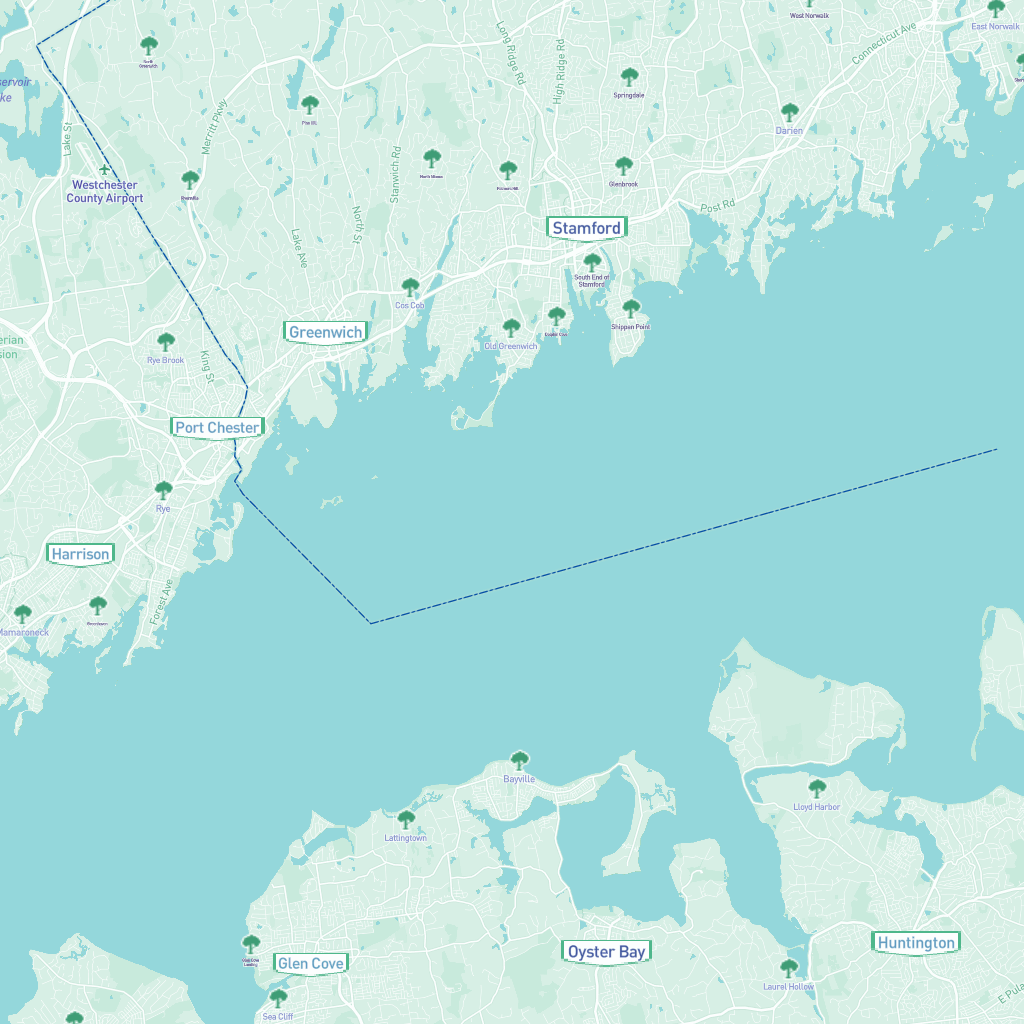 West Norwalk
East Norwalk
Connecticut Ave
Long Ridge Rd
High Ridge Rd
North
Greenwich
Springdale
Lake St
Merritt Pkwy
Darien
Stanwich Rd
Glenbrook
Westchester
County Airport
North St
Post Rd
Lake Ave
Stamford
South End of
Stamford
Cos Cob
Shippan Point
Greenwich
Old Greenwich
King St
Rye Brook
Port Chester
Rye
Harrison
Forest Ave
Mamaroneck
Bayville
Lloyd Harbor
Lattingtown
Huntington
Oyster Bay
Glen Cove
Laurel Hollow
Sea Cliff